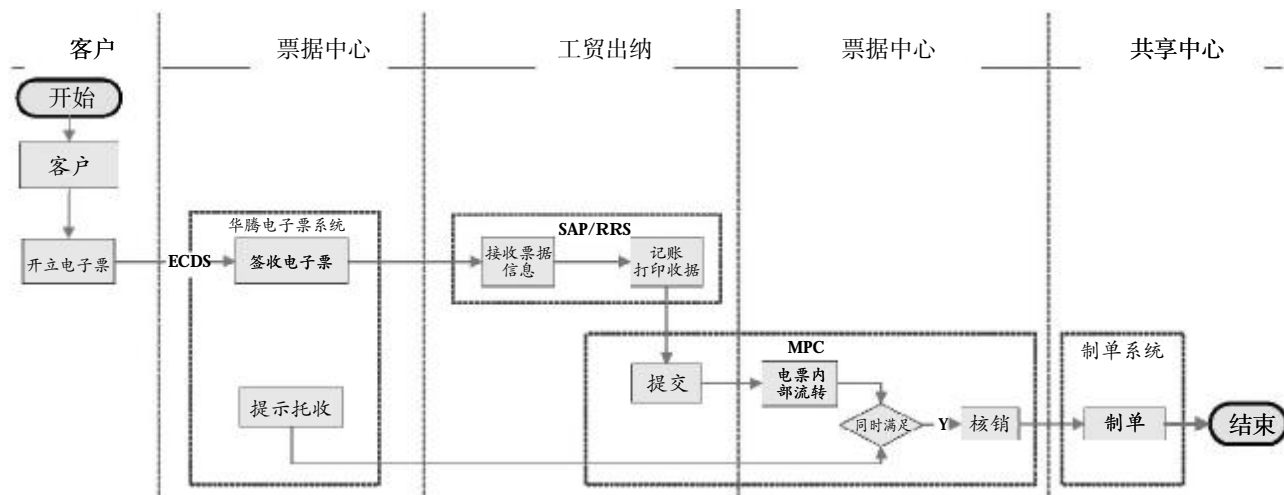 客户
票据中心
工贸出纳
票据中心
共享中心
开始
客户
开立电子票
ECDS
华腾电子票系统
签收电子票
提示托收
SAP/RRS
接收票据
信息
记账
打印收据
MPC
提交
电票内
部流转
同时满足
Y
核销
制单系统
制单
结束